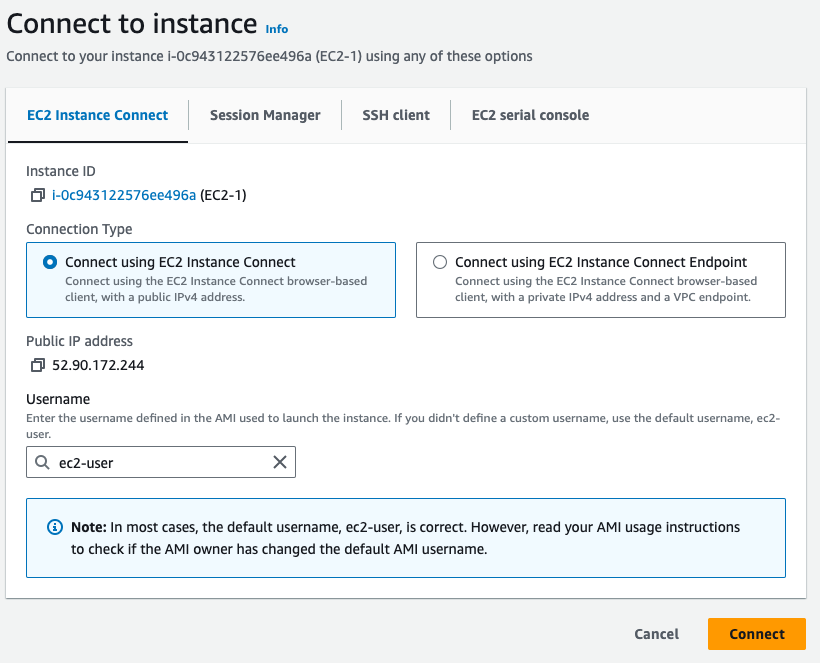 Connect to instance Info
Connect to your instance i-0c943122576ee496a (EC2-1) using any of these options
EC2 Instance Connect
Session Manager
SSH client
EC2 serial console
Instance ID
i-0c943122576ee496a (EC2-1)
Connection Type
Connect using EC2 Instance Connect
Connect using the EC2 Instance Connect browser-based
client, with a public IPv4 address.
Connect using EC2 Instance Connect Endpoint
Connect using the EC2 Instance Connect browser-based
client, with a private IPv4 address and a VPC endpoint.
Public IP address
52.90.172.244
Username
Enter the username defined in the AMI used to launch the instance. If you didn't define a custom username, use the default username, ec2-
user.
ec2-user
Note: In most cases, the default username, ec2-user, is correct. However, read your AMI usage instructions
to check if the AMI owner has changed the default AMI username.
Cancel
Connect